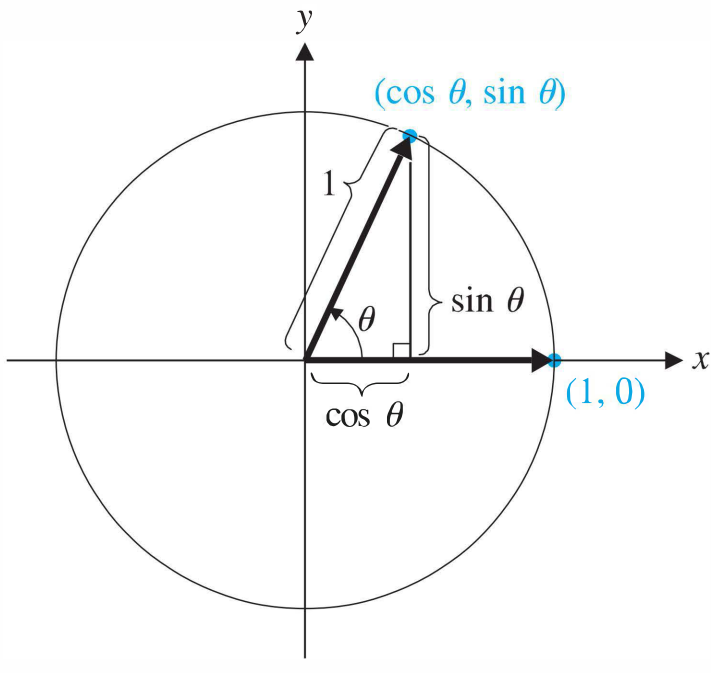 y
(cos θ, sin θ)
1
sin θ
θ
x
(1, 0)
cos θ